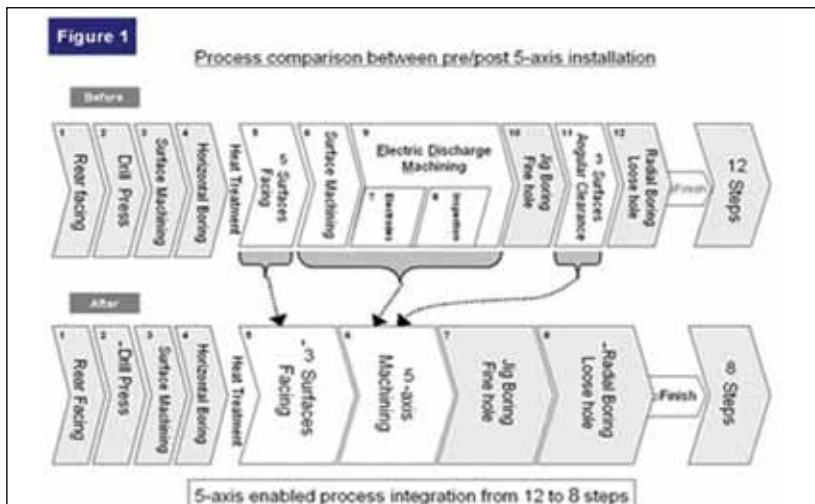 Figure 1
Process comparison between pre/post 5-axis installation
Before
1
Rear facing
2
Drill Press
3
Surface Machining
4
Horizontal Boring
Heat Treatment
5
5 Surfaces
Facing
6
Surface Machining
9
Electric Discharge
Machining
7
Electrodes
8
Inspection
10
Jig Boring
Fine hole
11
3 Surfaces
Angular Clearance
12
Radial Boring
Loose hole
Finish
12
Steps
After
1
Rear Facing
2
Drill Press
3
Surface Machining
4
Horizontal Boring
Heat Treatment
5
3 Surfaces
Facing
6
5-axis
Machining
7
Jig Boring
Fine hole
8
Radial Boring
Loose hole
Finish
8
Steps
5-axis enabled process integration from 12 to 8 steps